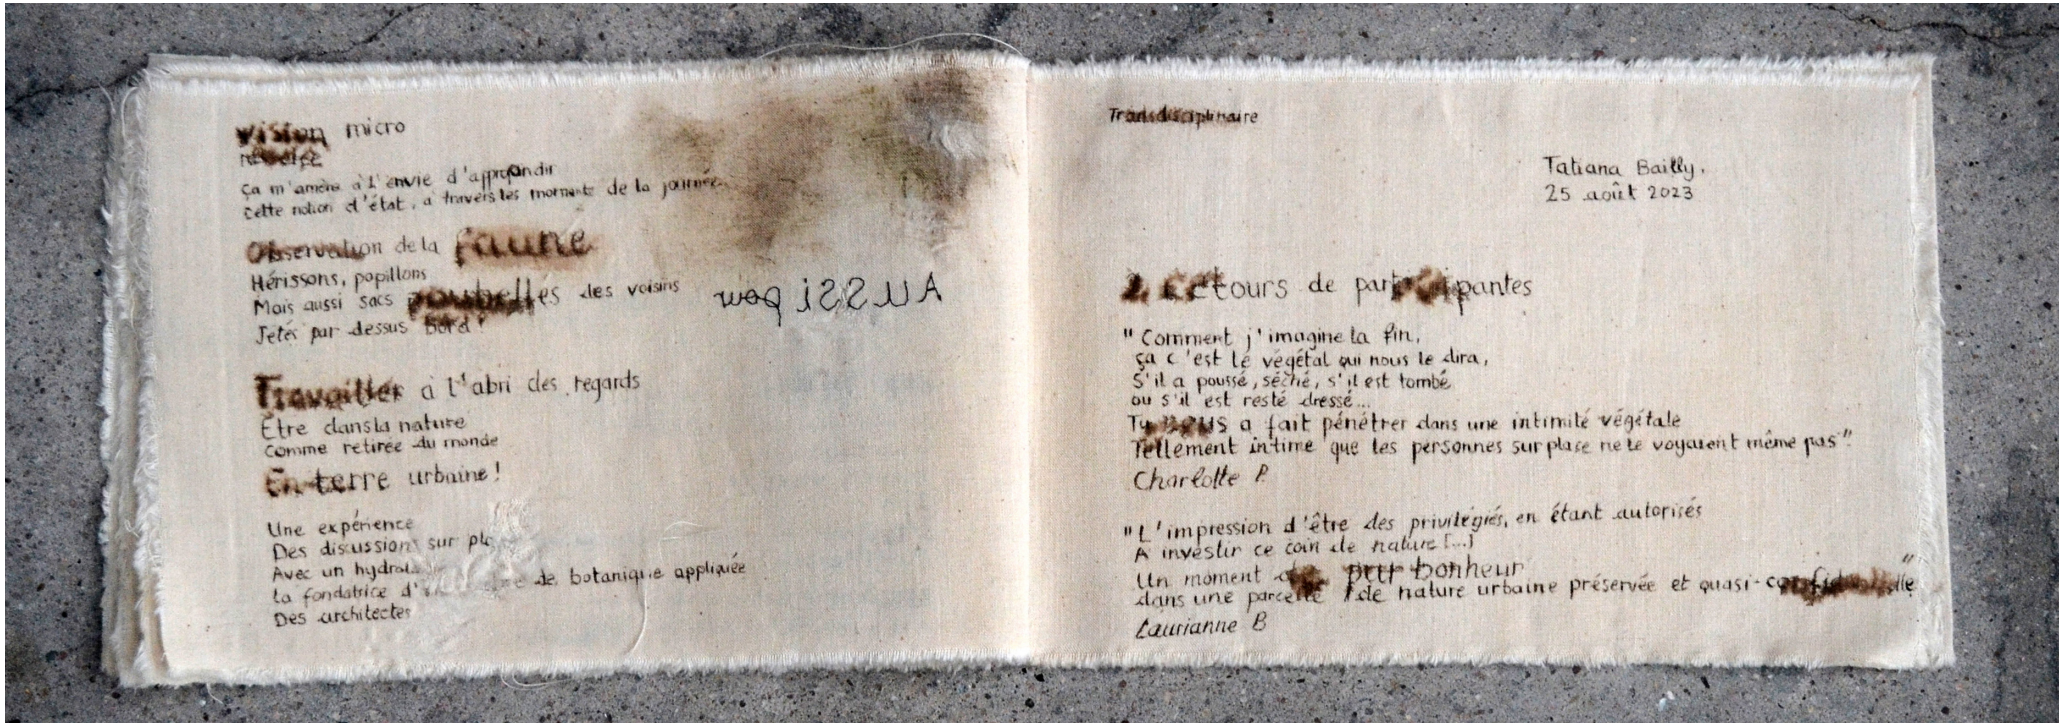 vision micro
Ça m'amène à l'envie d'approfondir
Cette notion d'état, a travers les moments de la journée.
Observation de la faune
Hérissons, papillons
Mais aussi sacs poubelles des voisins
Jetés par dessus bord !
Aussi pour
Travailler à l'abri des regards
Etre dans la nature
Comme retirée du monde
En terre urbaine !
Une expérience
Des discussions sur
Avec un
La fondatrice d' de botanique appliquée
Des architectes
Transdisciplinaire
Tatiana Bailly.
25 août 2023
2 retours de participantes
" Comment j'imagine la fin,
ça c'est le végétal qui nous le dira,
S'il a poussé, séché, s'il est tombé
ou s'il est resté dressé...
Tu nous a fait pénétrer dans une intimité végétale
Tellement intime que les personnes sur place ne le voyaient même pas"
Charlotte P.
"L'impression d'être des privilégiés, en étant autorisés
A investir ce coin de nature [...]
Un moment de pur bonheur
dans une parcelle de nature urbaine préservée et quasi-confidentielle"
Laurianne B